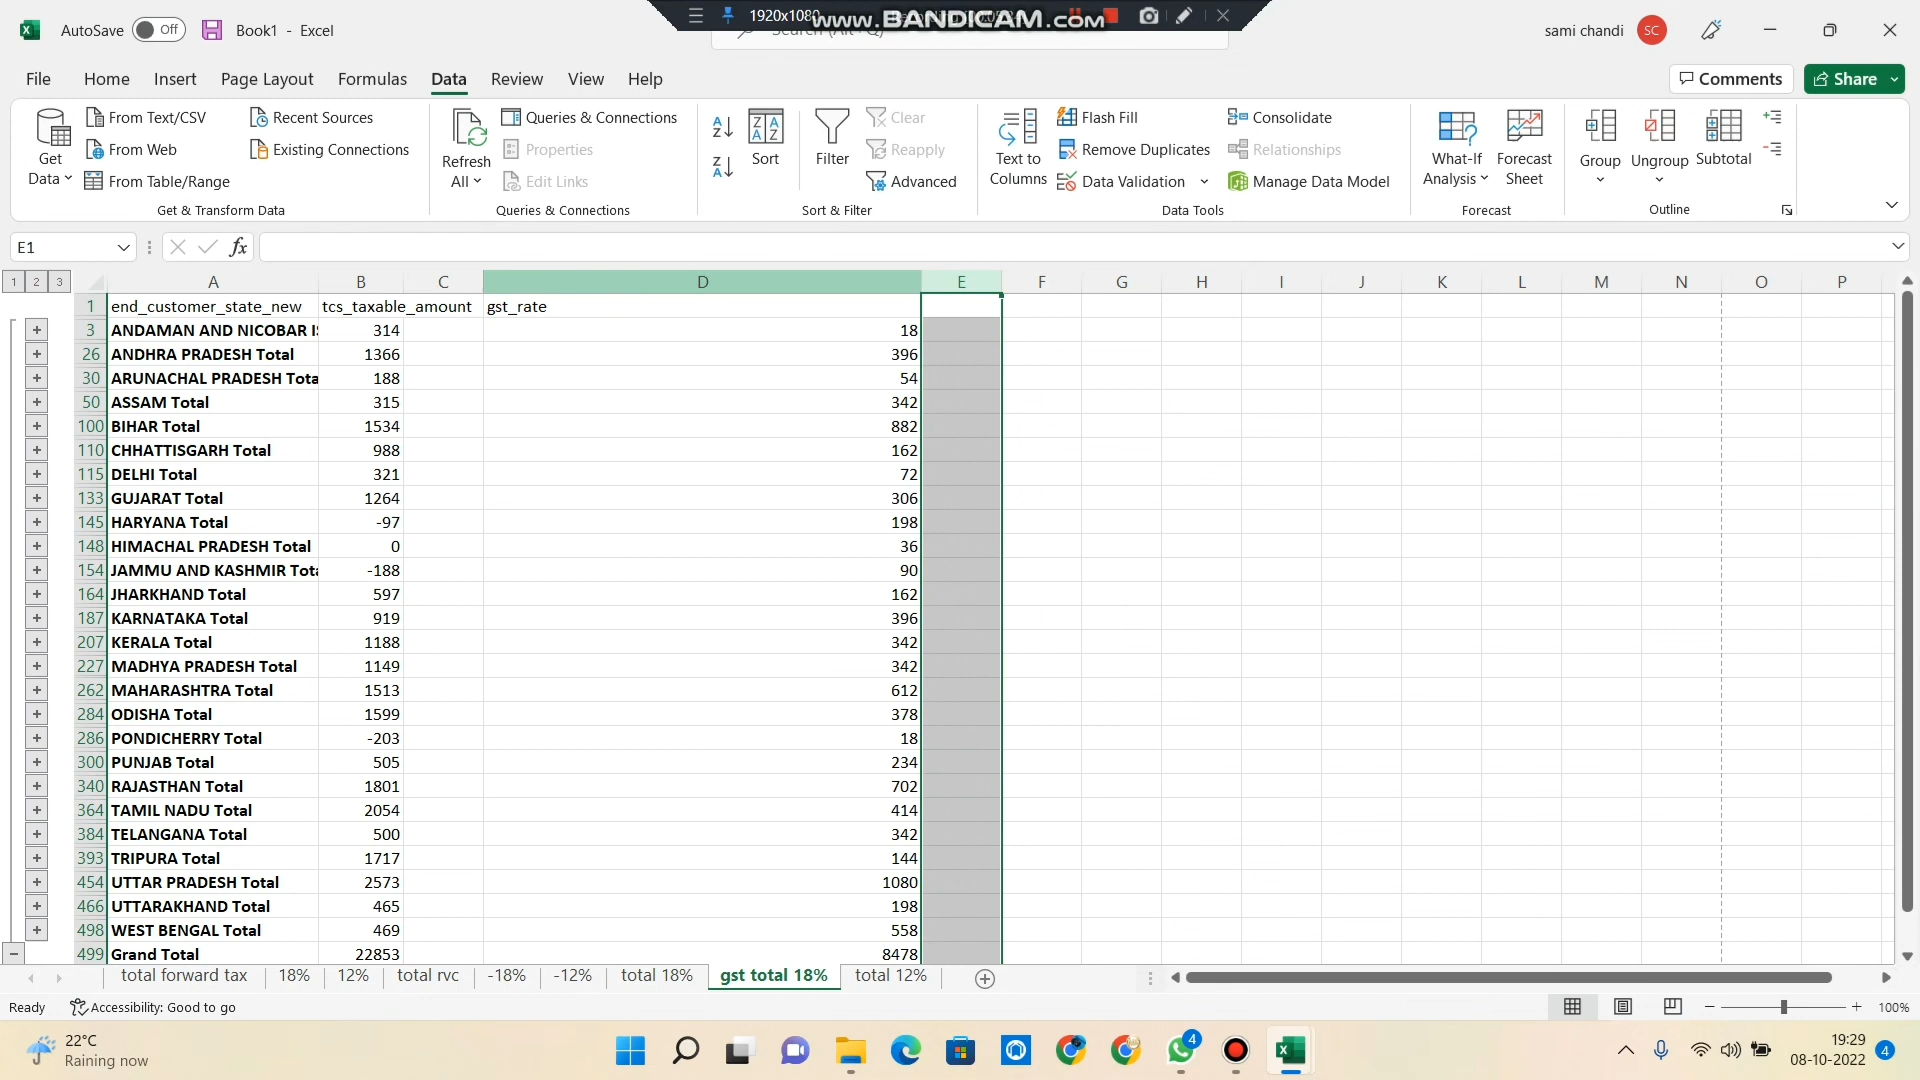 AutoSave Off Book1 - Excel
1920x1080
www.BANDICAM.com
sami chandi SC
File Home Insert Page Layout Formulas Data Review View Help
Comments Share
Get Data
From Text/CSV
From Web
From Table/Range
Recent Sources
Existing Connections
Get & Transform Data
Refresh All
Queries & Connections
Properties
Edit Links
Queries & Connections
Sort
Filter
Clear
Reapply
Advanced
Sort & Filter
Text to Columns
Flash Fill
Remove Duplicates
Data Validation
Consolidate
Relationships
Manage Data Model
Data Tools
What-If Analysis
Forecast Sheet
Forecast
Group
Ungroup
Subtotal
Outline
E1 fx
1 2 3 A B C D E F G H I J K L M N O P
1 end_customer_state_new tcs_taxable_amount gst_rate
3 ANDAMAN AND NICOBAR 314 18
26 ANDHRA PRADESH Total 1366 396
30 ARUNACHAL PRADESH Tota 188 54
50 ASSAM Total 315 342
100 BIHAR Total 1534 882
110 CHHATTISGARH Total 988 162
115 DELHI Total 321 72
133 GUJARAT Total 1264 306
145 HARYANA Total -97 198
148 HIMACHAL PRADESH Total 0 36
154 JAMMU AND KASHMIR Tota -188 90
164 JHARKHAND Total 597 162
187 KARNATAKA Total 919 396
207 KERALA Total 1188 342
227 MADHYA PRADESH Total 1149 342
262 MAHARASHTRA Total 1513 612
284 ODISHA Total 1599 378
286 PONDICHERRY Total -203 18
300 PUNJAB Total 505 234
340 RAJASTHAN Total 1801 702
364 TAMIL NADU Total 2054 414
384 TELANGANA Total 500 342
393 TRIPURA Total 1717 144
454 UTTAR PRADESH Total 2573 1080
466 UTTARAKHAND Total 465 198
498 WEST BENGAL Total 469 558
499 Grand Total 22853 8478
total forward tax 18% 12% total rvc -18% -12% total 18% gst total 18% total 12%
Ready Accessibility: Good to go 100%
22°C
Raining now
4
19:29
08-10-2022 4